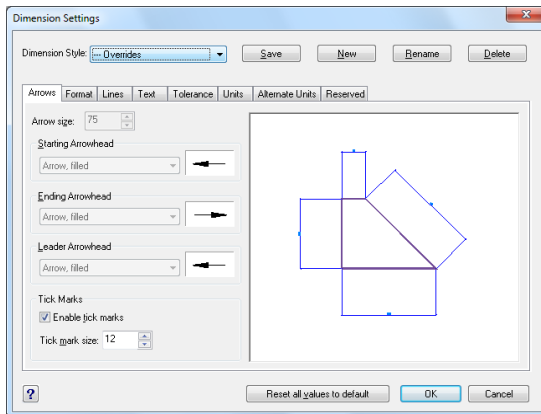 Dimension Settings
Dimension Style: --- Overrides Save New Rename Delete
Arrows Format Lines Text Tolerance Units Alternate Units Reserved
Arrow size: 75
Starting Arrowhead
Arrow, filled
Ending Arrowhead
Arrow, filled
Leader Arrowhead
Arrow, filled
Tick Marks
Enable tick marks
Tick mark size: 12
? Reset all values to default OK Cancel